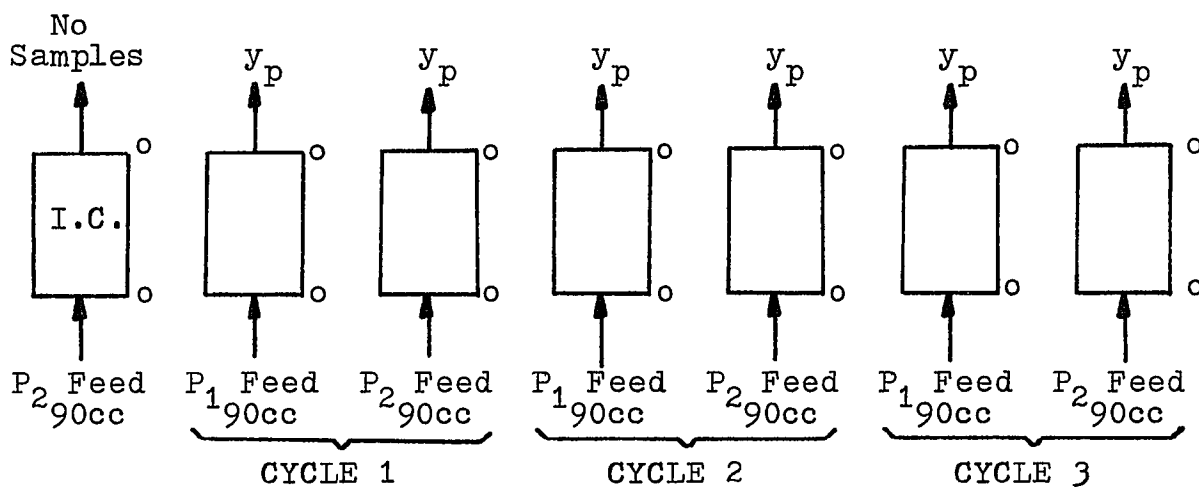 No
Samples
y_p y_p y_p y_p y_p y_p
o o o o o o o
I.C.
o o o o o o o
P_2 Feed P_1 Feed P_2 Feed P_1 Feed P_2 Feed P_1 Feed P_2 Feed
90cc 90cc 90cc 90cc 90cc 90cc 90cc
CYCLE 1 CYCLE 2 CYCLE 3